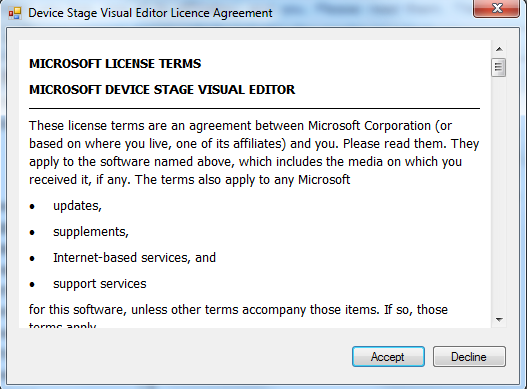 Device Stage Visual Editor Licence Agreement
MICROSOFT LICENSE TERMS
MICROSOFT DEVICE STAGE VISUAL EDITOR
These license terms are an agreement between Microsoft Corporation (or
based on where you live, one of its affiliates) and you. Please read them. They
apply to the software named above, which includes the media on which you
received it, if any. The terms also apply to any Microsoft
• updates,
• supplements,
• Internet-based services, and
• support services
for this software, unless other terms accompany those items. If so, those
terms apply.
Accept Decline